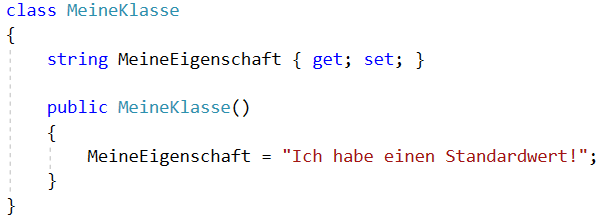 class MeineKlasse
{
    string MeineEigenschaft { get; set; }
    public MeineKlasse()
    {
        MeineEigenschaft = "Ich habe einen Standardwert!";
    }
}